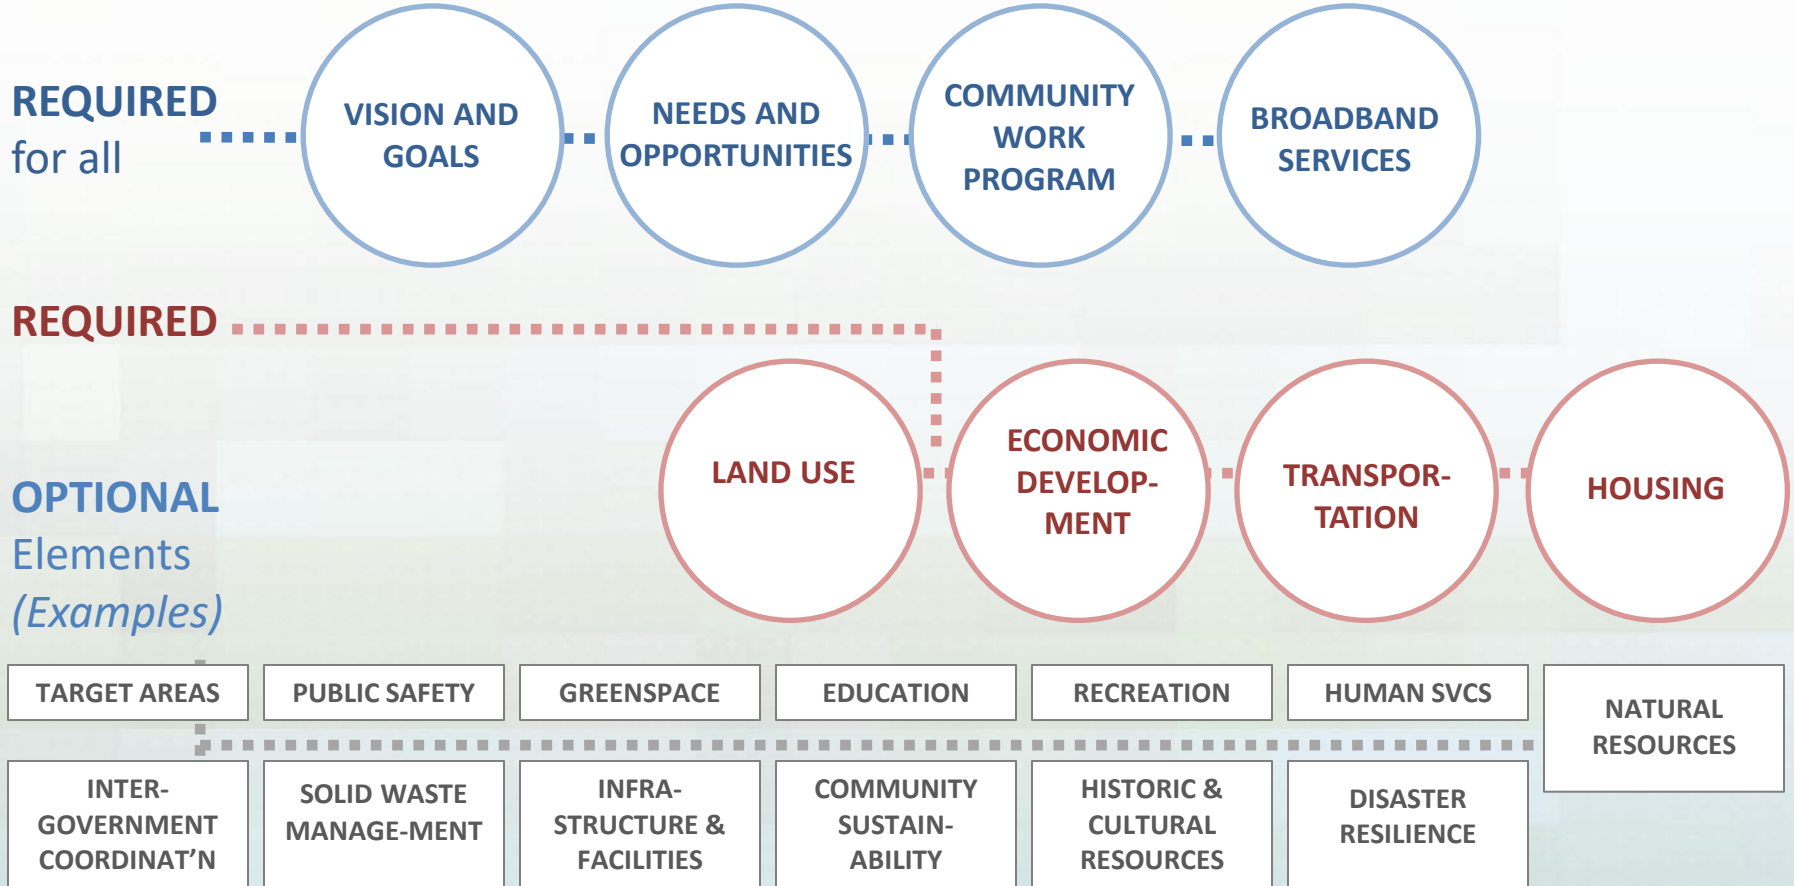 REQUIRED
for all
VISION AND
GOALS
NEEDS AND
OPPORTUNITIES
COMMUNITY
WORK
PROGRAM
BROADBAND
SERVICES
REQUIRED
LAND USE
ECONOMIC
DEVELOP-
MENT
TRANSPOR-
TATION
HOUSING
OPTIONAL
Elements
(Examples)
TARGET AREAS
PUBLIC SAFETY
GREENSPACE
EDUCATION
RECREATION
HUMAN SVCS
NATURAL
RESOURCES
INTER-
GOVERNMENT
COORDINAT’N
SOLID WASTE
MANAGE-MENT
INFRA-
STRUCTURE &
FACILITIES
COMMUNITY
SUSTAIN-
ABILITY
HISTORIC &
CULTURAL
RESOURCES
DISASTER
RESILIENCE